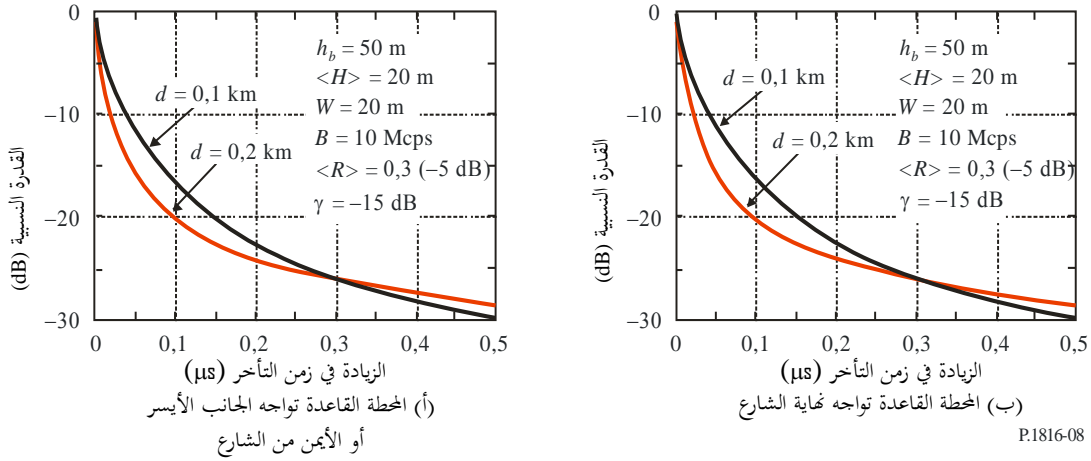 0
−10
−20
−30
القدرة النسبية (dB)
h_b = 50 m
<H> = 20 m
W = 20 m
B = 10 Mcps
<R> = 0,3 (−5 dB)
γ = −15 dB
d = 0,1 km
d = 0,2 km
0 0,1 0,2 0,3 0,4 0,5
الزيادة في زمن التأخر (μs)
(أ) المحطة القاعدة تواجه الجانب الأيسر
أو الأيمن من الشارع
0
−10
−20
−30
القدرة النسبية (dB)
h_b = 50 m
<H> = 20 m
W = 20 m
B = 10 Mcps
<R> = 0,3 (−5 dB)
γ = −15 dB
d = 0,1 km
d = 0,2 km
0 0,1 0,2 0,3 0,4 0,5
الزيادة في زمن التأخر (μs)
(ب) المحطة القاعدة تواجه نهاية الشارع
P.1816-08